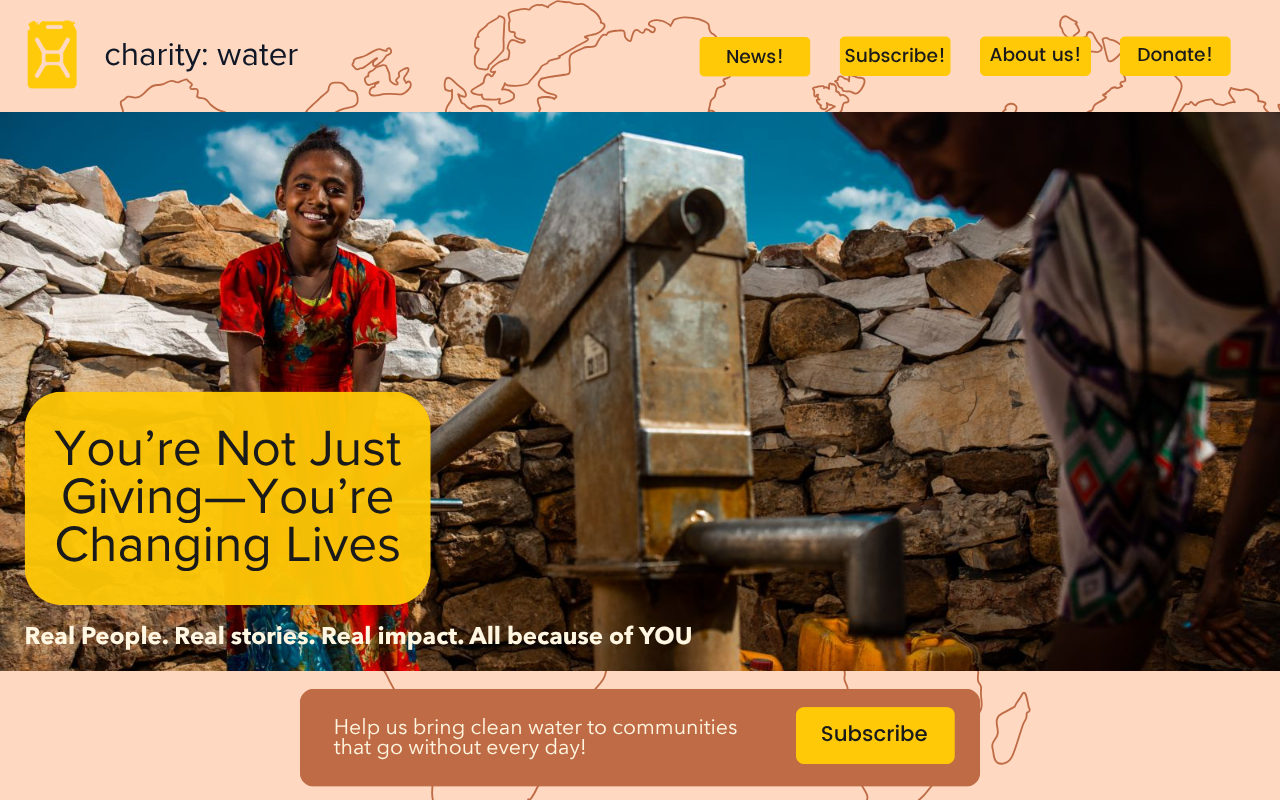 charity: water
News!
Subscribe!
About us!
Donate!
You’re Not Just
Giving—You’re
Changing Lives
Real People. Real stories. Real impact. All because of YOU
Help us bring clean water to communities
that go without every day!
Subscribe